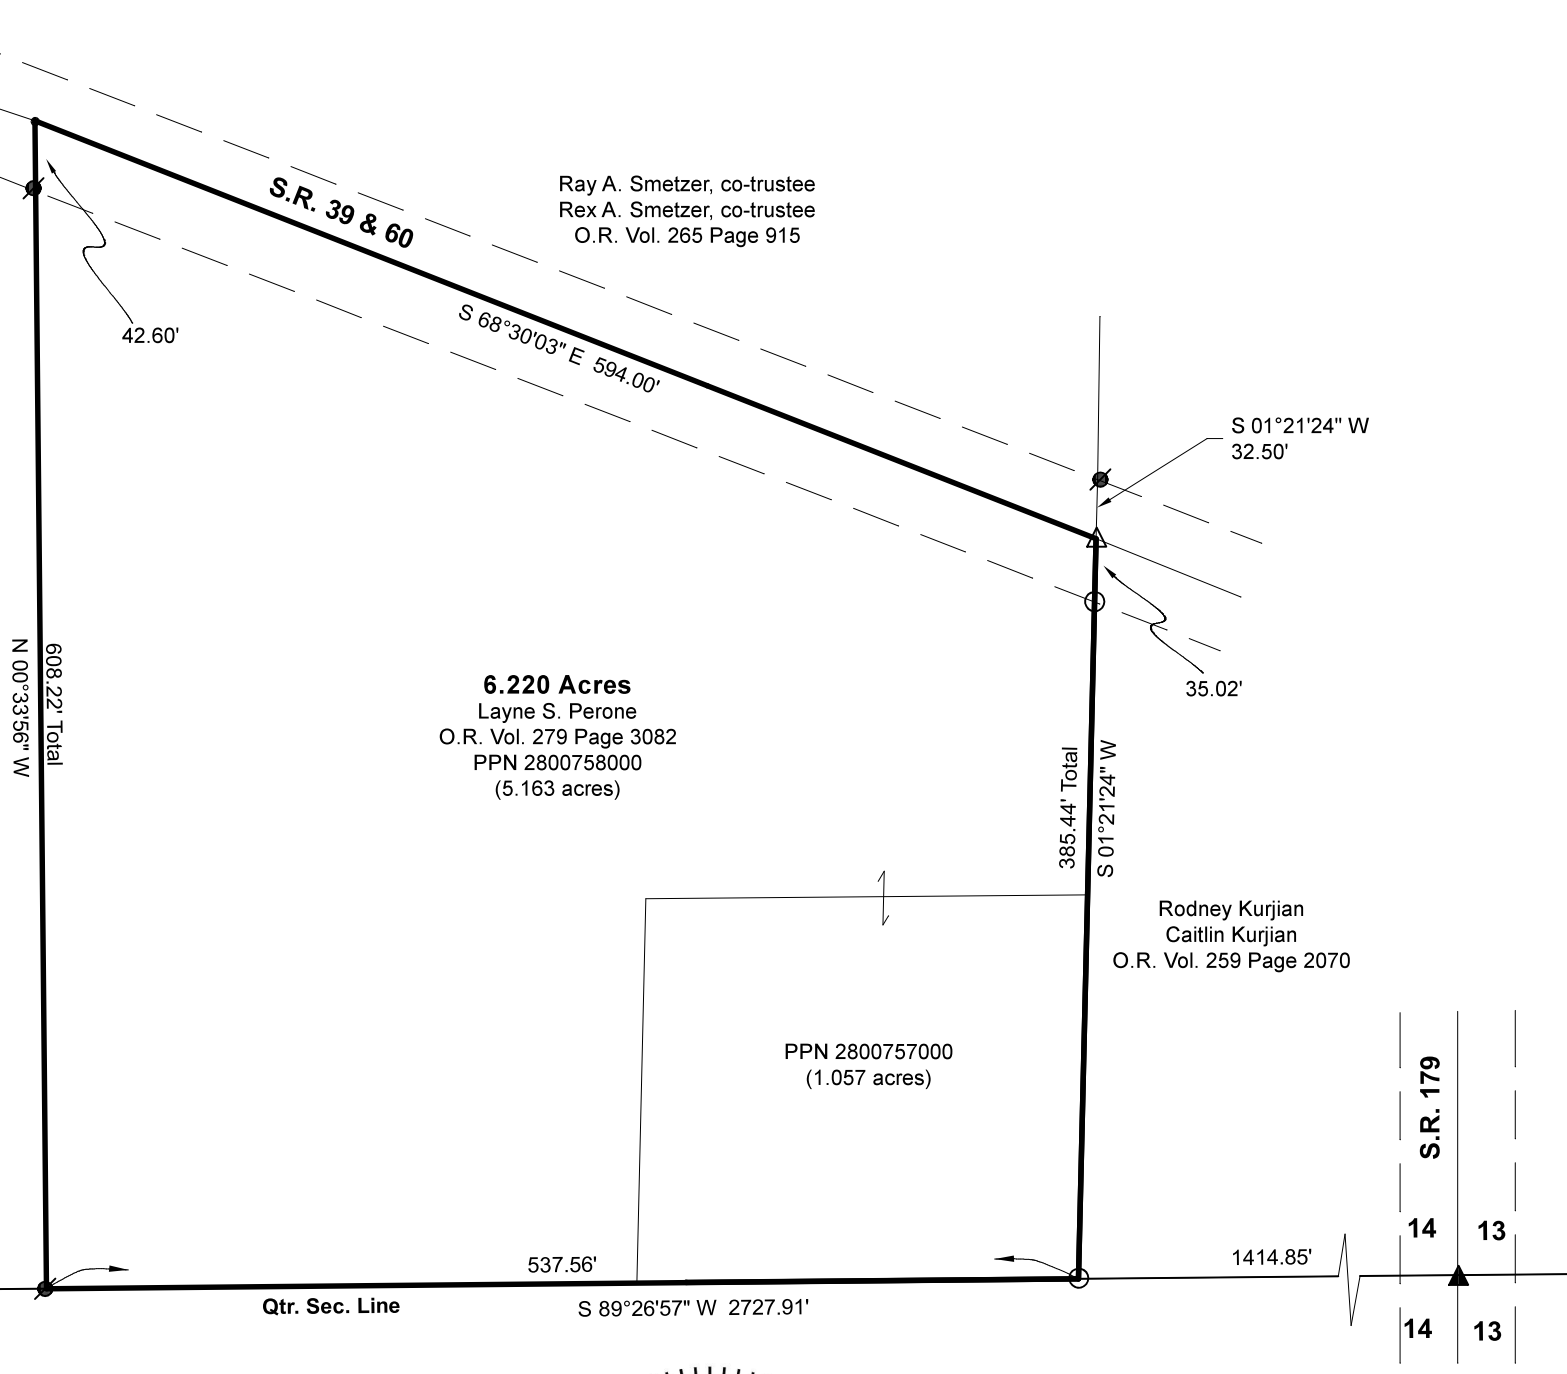 Ray A. Smetzer, co-trustee
Rex A. Smetzer, co-trustee
O.R. Vol. 265 Page 915
S.R. 39 & 60
42.60'
S 68°30'03" E 594.00'
S 01°21'24" W
32.50'
35.02'
N 00°33'56" W
608.22' Total
6.220 Acres
Layne S. Perone
O.R. Vol. 279 Page 3082
PPN 2800758000
(5.163 acres)
385.44' Total
S 01°21'24" W
Rodney Kurjian
Caitlin Kurjian
O.R. Vol. 259 Page 2070
PPN 2800757000
(1.057 acres)
S.R. 179
14 13
537.56'
1414.85'
Qtr. Sec. Line
S 89°26'57" W 2727.91'
14 13